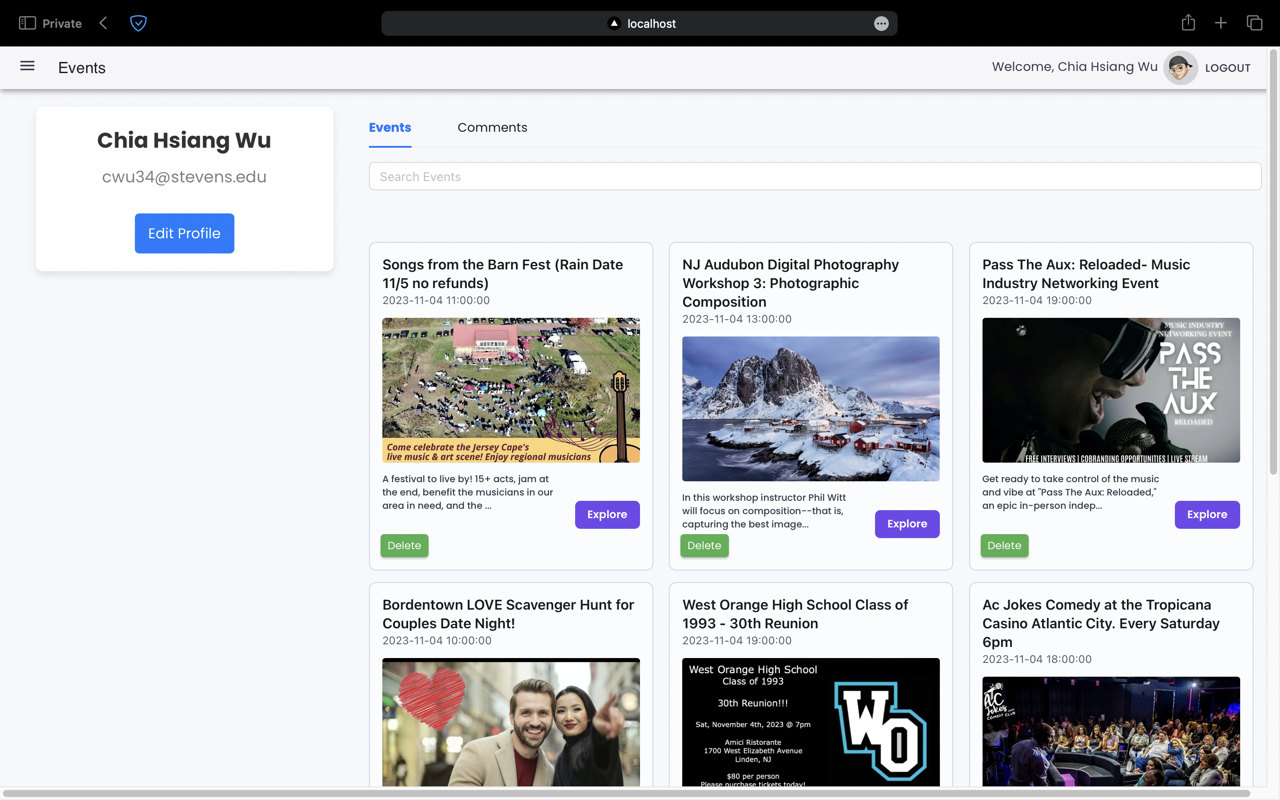 Private
localhost
Events
Welcome, Chia Hsiang Wu
LOGOUT
Chia Hsiang Wu
cwu34@stevens.edu
Edit Profile
Events
Comments
Search Events
Songs from the Barn Fest (Rain Date
11/5 no refunds)
2023-11-04 11:00:00
Come celebrate the Jersey Cape's
live music & art scene! Enjoy regional musicians
A festival to live by! 15+ acts, jam at
the end, benefit the musicians in our
area in need, and the ...
Explore
Delete
NJ Audubon Digital Photography
Workshop 3: Photographic
Composition
2023-11-04 13:00:00
In this workshop instructor Phil Witt
will focus on composition--that is,
capturing the best image...
Explore
Delete
Pass The Aux: Reloaded- Music
Industry Networking Event
2023-11-04 19:00:00
MUSIC INDUSTRY
NETWORKING EVENT
PASS
THE
AUX
RELOADED
FREE INTERVIEWS | COBRANDING OPPORTUNITIES | LIVE STREAM
Get ready to take control of the music
and vibe at "Pass The Aux: Reloaded,"
an epic in-person indep...
Explore
Delete
Bordentown LOVE Scavenger Hunt for
Couples Date Night!
2023-11-04 10:00:00
West Orange High School Class of
1993 - 30th Reunion
2023-11-04 19:00:00
West Orange High School
Class of 1993
30th Reunion!!!
Sat, November 4th, 2023 @ 7pm
Amici Ristorante
1700 West Elizabeth Avenue
Linden, NJ
$80 per person
Please purchase tickets today!
WO
Ac Jokes Comedy at the Tropicana
Casino Atlantic City. Every Saturday
6pm
2023-11-04 18:00:00
AC
JOKES
COMEDY CLUB